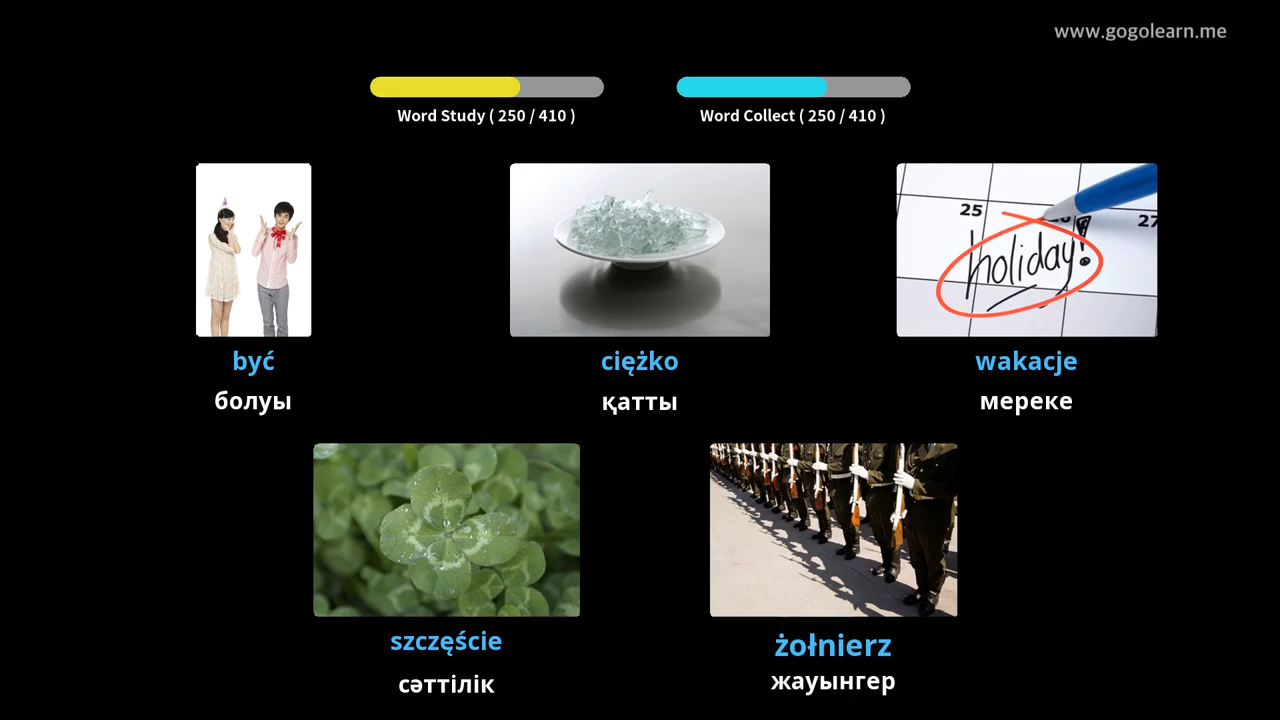 www.gogolearn.me
Word Study ( 250 / 410 )
Word Collect ( 250 / 410 )
25
27
holiday!
być
ciężko
wakacje
болуы
қатты
мереке
szczęście
żołnierz
сәттілік
жауынгер